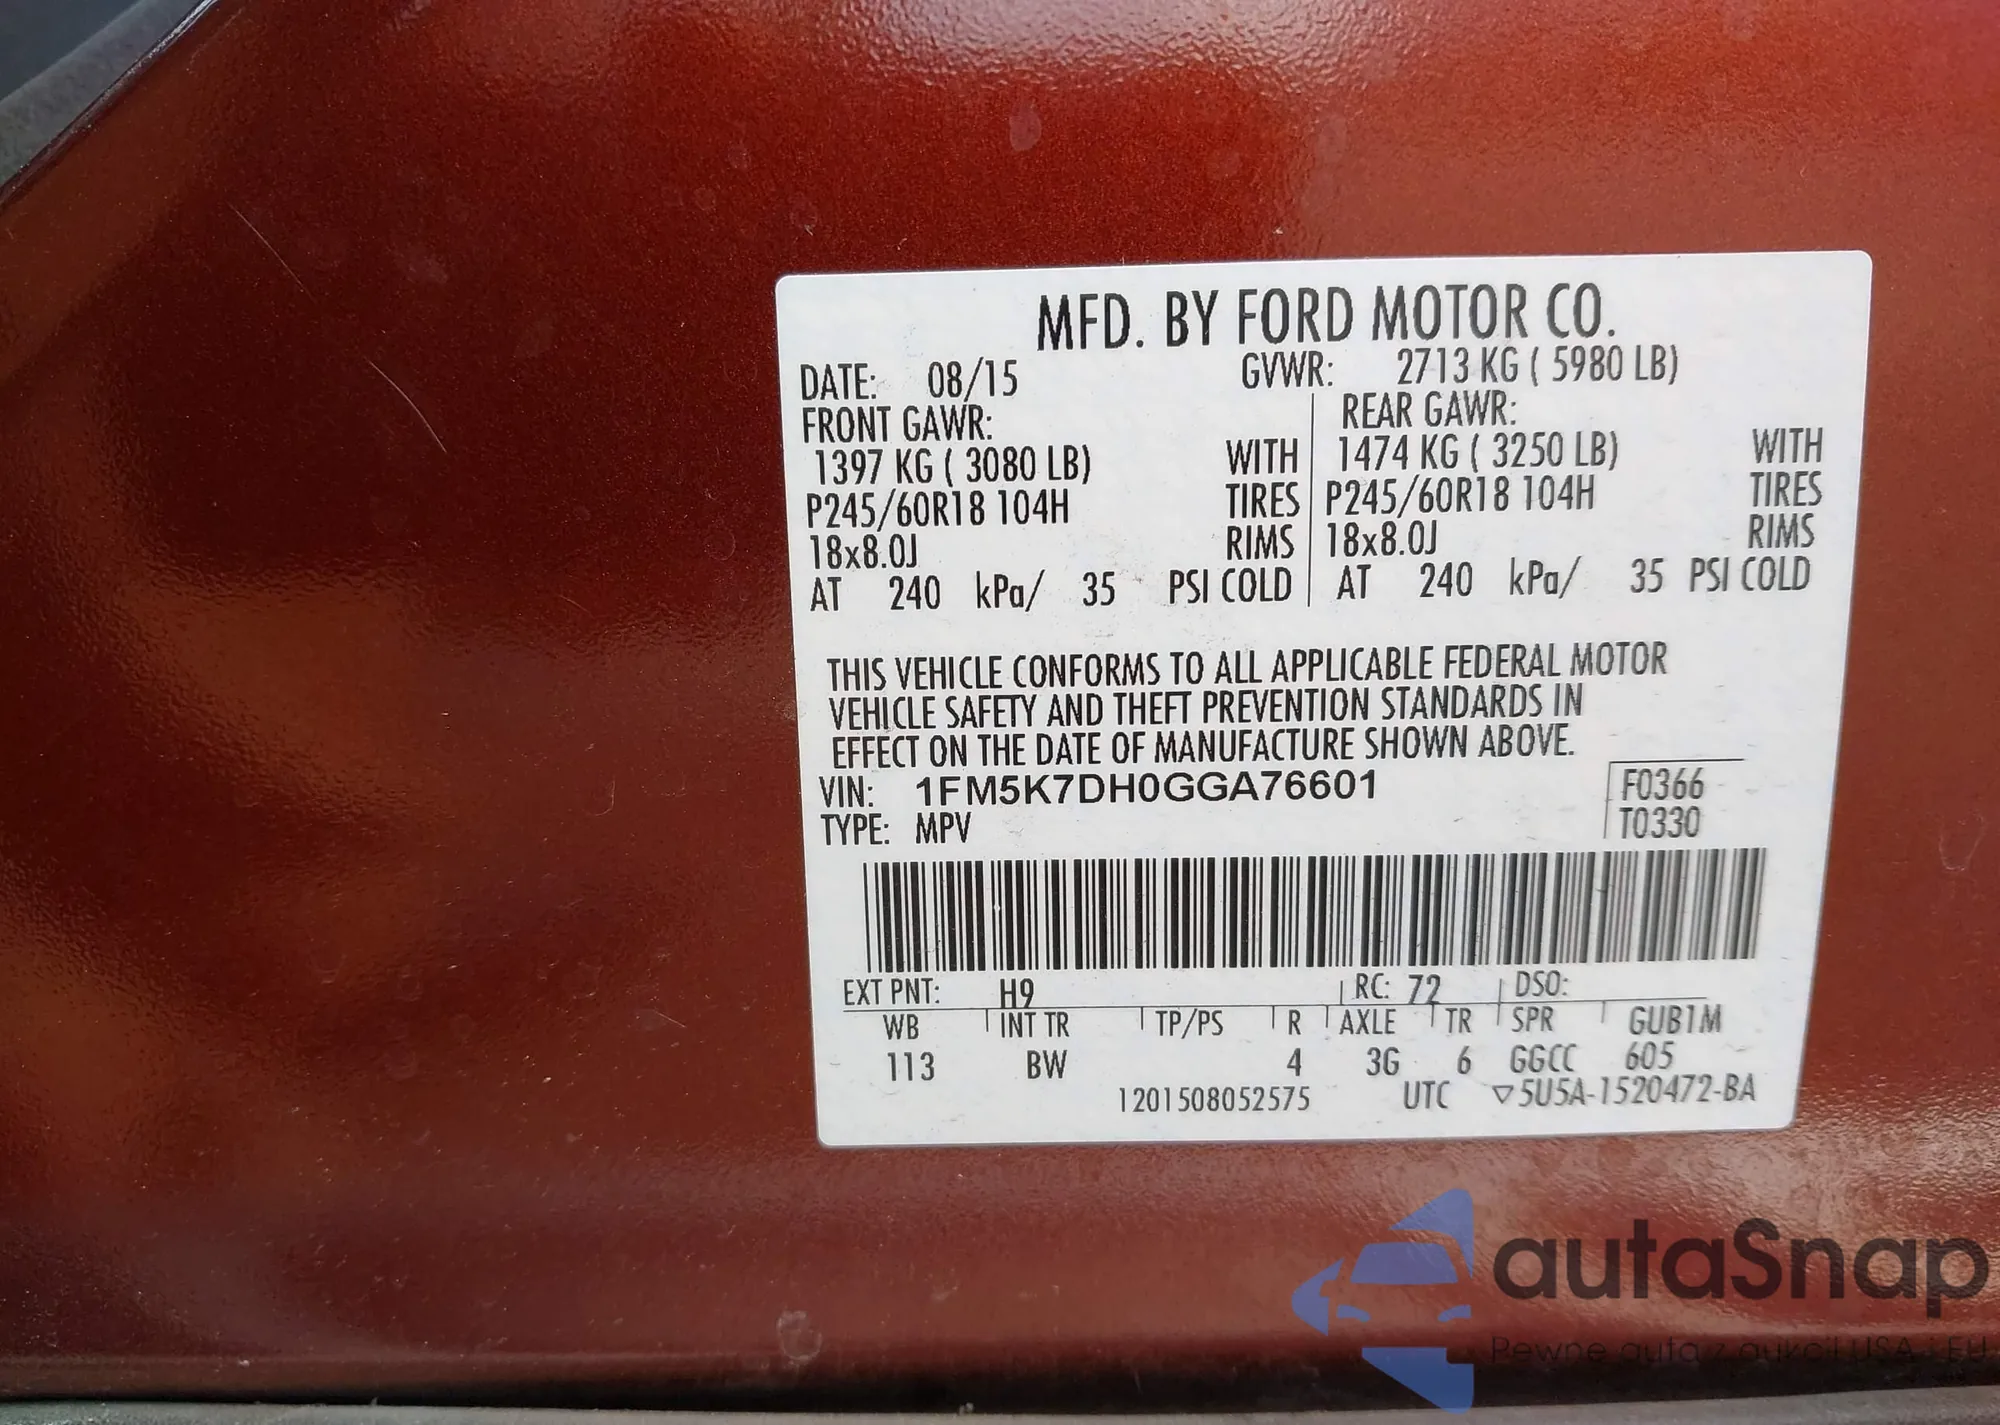 MFD. BY FORD MOTOR CO.
DATE: 08/15 GVWR: 2713 KG ( 5980 LB)
FRONT GAWR: REAR GAWR:
1397 KG ( 3080 LB) WITH 1474 KG ( 3250 LB) WITH
P245/60R18 104H TIRES P245/60R18 104H TIRES
18x8.0J RIMS 18x8.0J RIMS
AT 240 kPa/ 35 PSI COLD AT 240 kPa/ 35 PSI COLD
THIS VEHICLE CONFORMS TO ALL APPLICABLE FEDERAL MOTOR
VEHICLE SAFETY AND THEFT PREVENTION STANDARDS IN
EFFECT ON THE DATE OF MANUFACTURE SHOWN ABOVE.
VIN: 1FM5K7DH0GGA76601 F0366
TYPE: MPV T0330
EXT PNT: H9 RC: 72 DSO:
WB INT TR TP/PS R AXLE TR SPR GUB1M
113 BW 4 3G 6 GGCC 605
1201508052575 UTC ▽5U5A-1520472-BA
autaSnap
Pewne auta z aukcji USA i EU